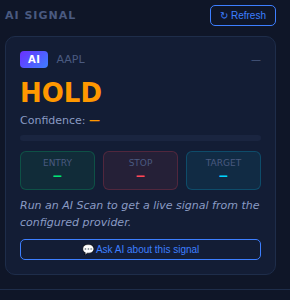 AI SIGNAL
↻ Refresh
AI AAPL —
HOLD
Confidence: —
ENTRY STOP TARGET
— — —
Run an AI Scan to get a live signal from the
configured provider.
💬 Ask AI about this signal